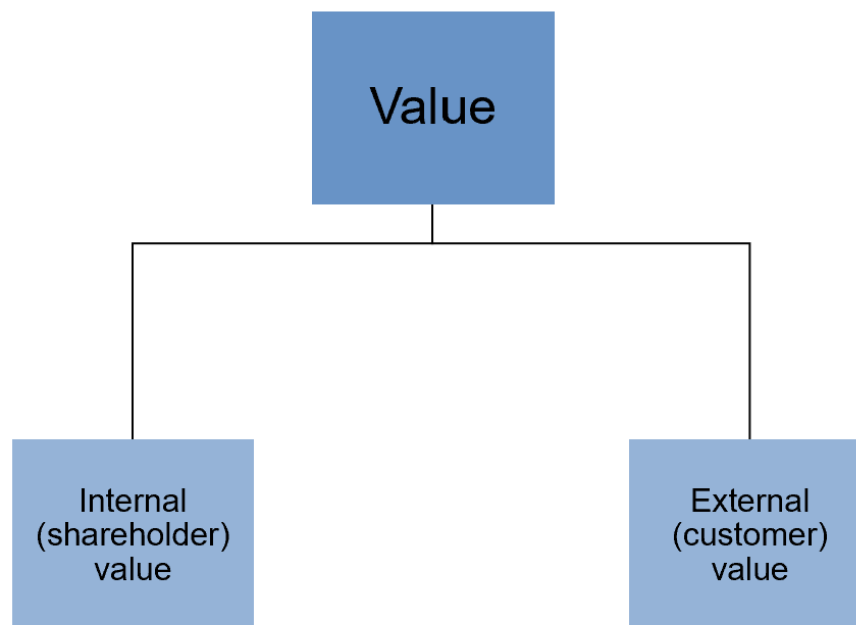 Value
Internal
(shareholder)
value
External
(customer)
value